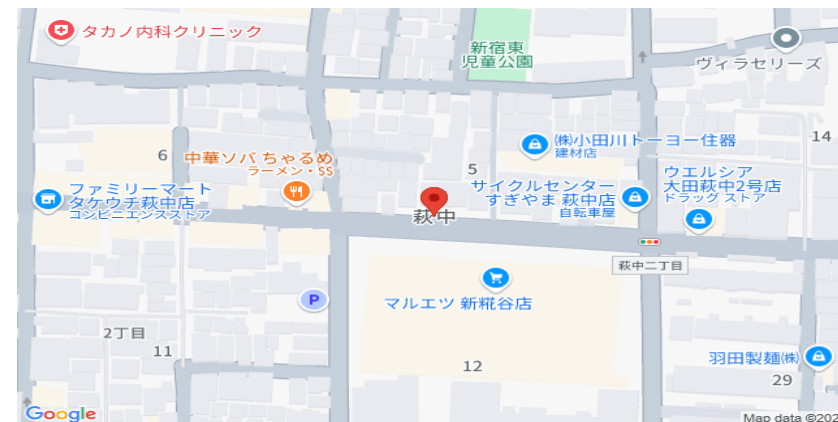 タカノ内科クリニック
新宿東
児童公園
ヴィラセリーズ
(株)小田川トーヨー住器
建材店
14
6
中華ソバ ちゃるめ
ラーメン・SS
5
ウエルシア
大田萩中2号店
ドラッグ ストア
ファミリーマート
タケウチ萩中店
コンビニエンスストア
サイクルセンター
すぎやま 萩中店
自転車屋
萩中
萩中二丁目
P
マルエツ 新糀谷店
2丁目
11
12
羽田製麺(株)
29
Google
Map data ©202